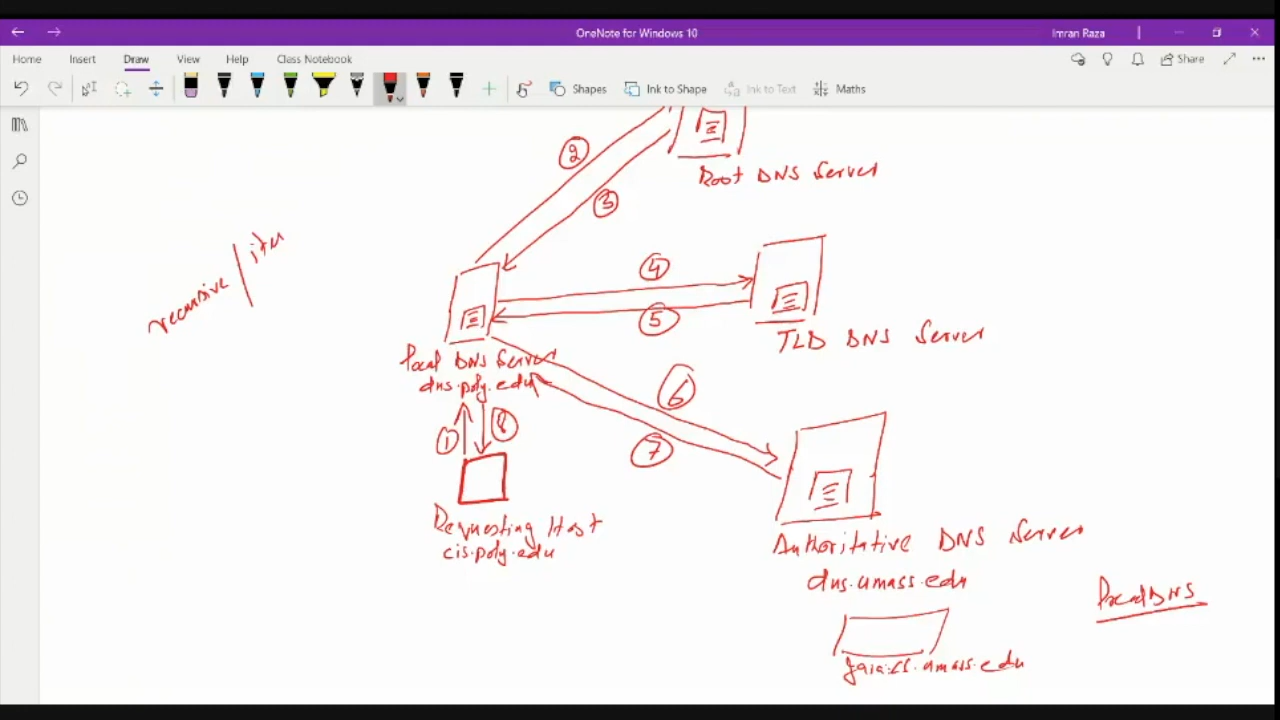 OneNote for Windows 10
Imran Raza
Home
Insert
Draw
View
Help
Class Notebook
Share
Shapes
Ink to Shape
Ink to Text
Maths
2
Root DNS Server
3
recursive / iter
4
5
TLD DNS Server
local DNS Server
dns.poly.edu
6
1
8
7
Requesting Host
cis.poly.edu
Authoritative DNS Server
dns.umass.edu
local DNS
gaia.cs.umass.edu